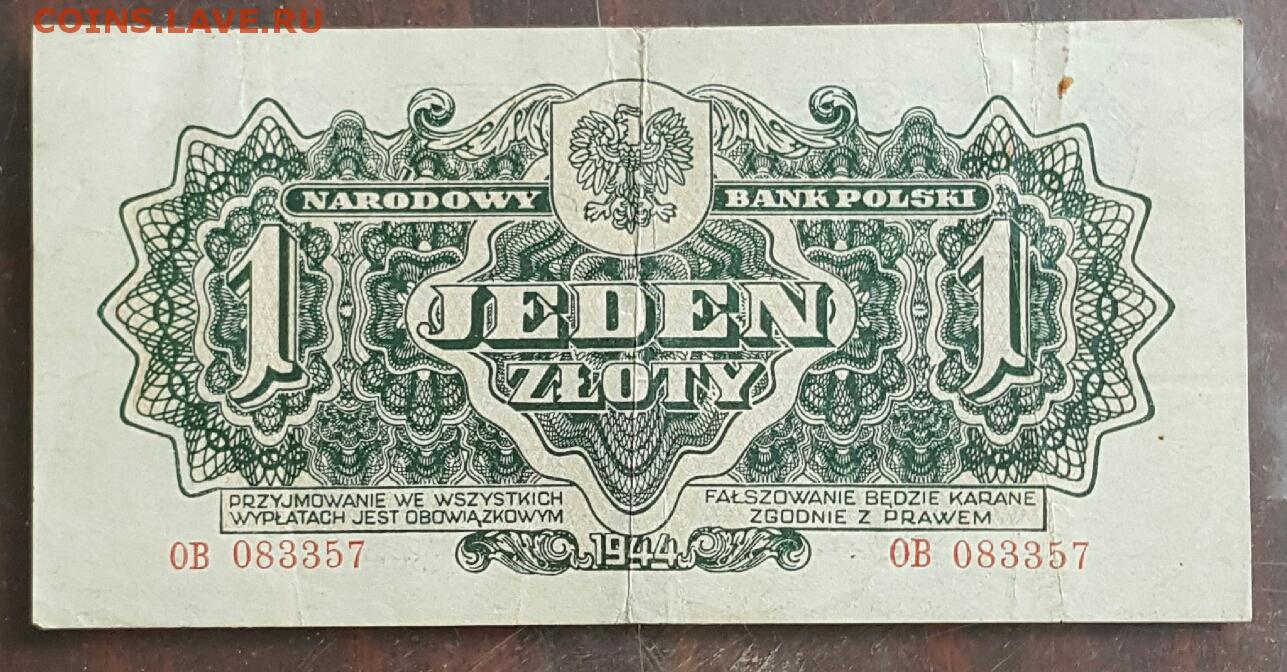 COINS.LAVE.RU
NARODOWY BANK POLSKI
1 1
JEDEN
ZŁOTY
PRZYJMOWANIE WE WSZYSTKICH
WYPŁATACH JEST OBOWIĄZKOWYM
FAŁSZOWANIE BĘDZIE KARANE
ZGODNIE Z PRAWEM
1944
OB 083357 OB 083357